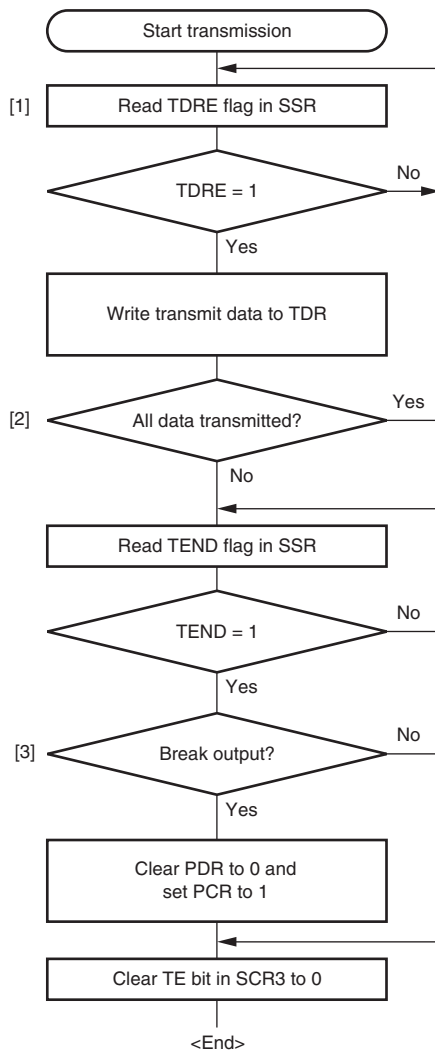 Start transmission
[1]
Read TDRE flag in SSR
TDRE = 1
No
Yes
Write transmit data to TDR
[2]
All data transmitted?
Yes
No
Read TEND flag in SSR
TEND = 1
No
Yes
[3]
Break output?
No
Yes
Clear PDR to 0 and
set PCR to 1
Clear TE bit in SCR3 to 0
<End>